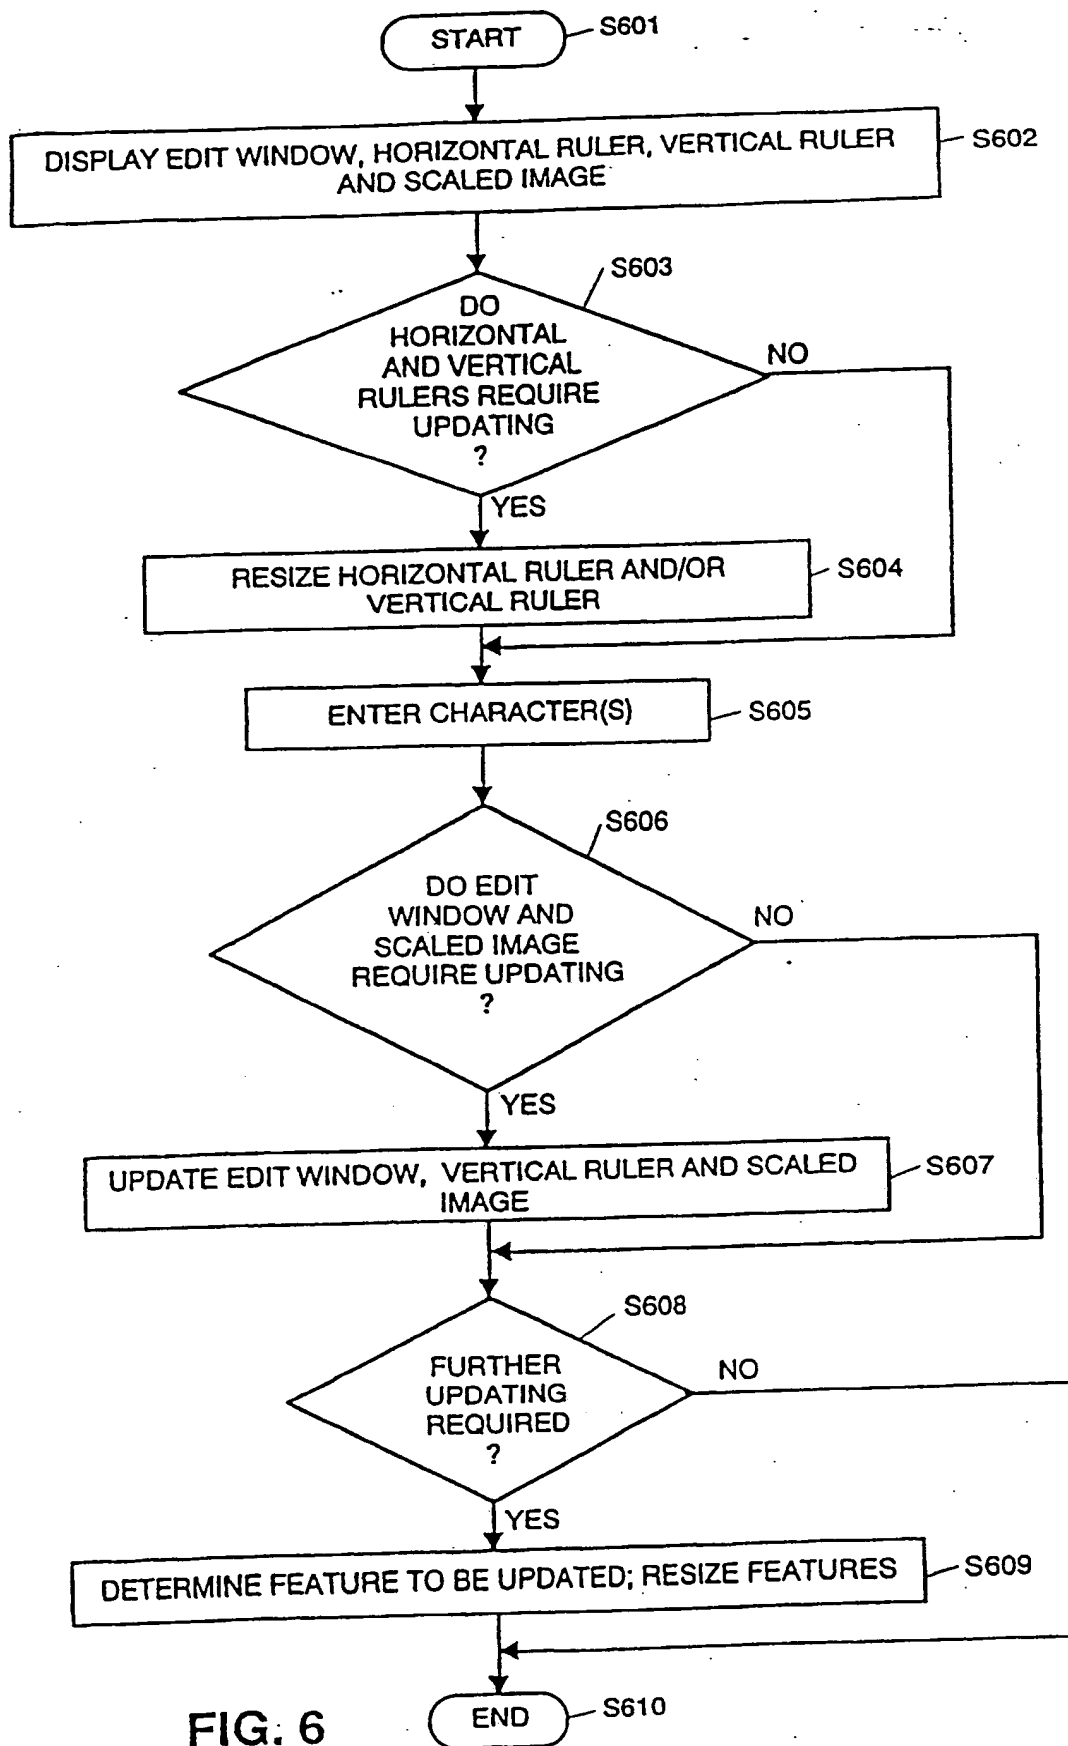 START
S601
DISPLAY EDIT WINDOW, HORIZONTAL RULER, VERTICAL RULER
AND SCALED IMAGE
S602
S603
DO
HORIZONTAL
AND VERTICAL
RULERS REQUIRE
UPDATING
?
NO
YES
RESIZE HORIZONTAL RULER AND/OR
VERTICAL RULER
S604
ENTER CHARACTER(S)
S605
S606
DO EDIT
WINDOW AND
SCALED IMAGE
REQUIRE UPDATING
?
NO
YES
UPDATE EDIT WINDOW, VERTICAL RULER AND SCALED
IMAGE
S607
S608
FURTHER
UPDATING
REQUIRED
?
NO
YES
DETERMINE FEATURE TO BE UPDATED; RESIZE FEATURES
S609
END
S610
FIG. 6